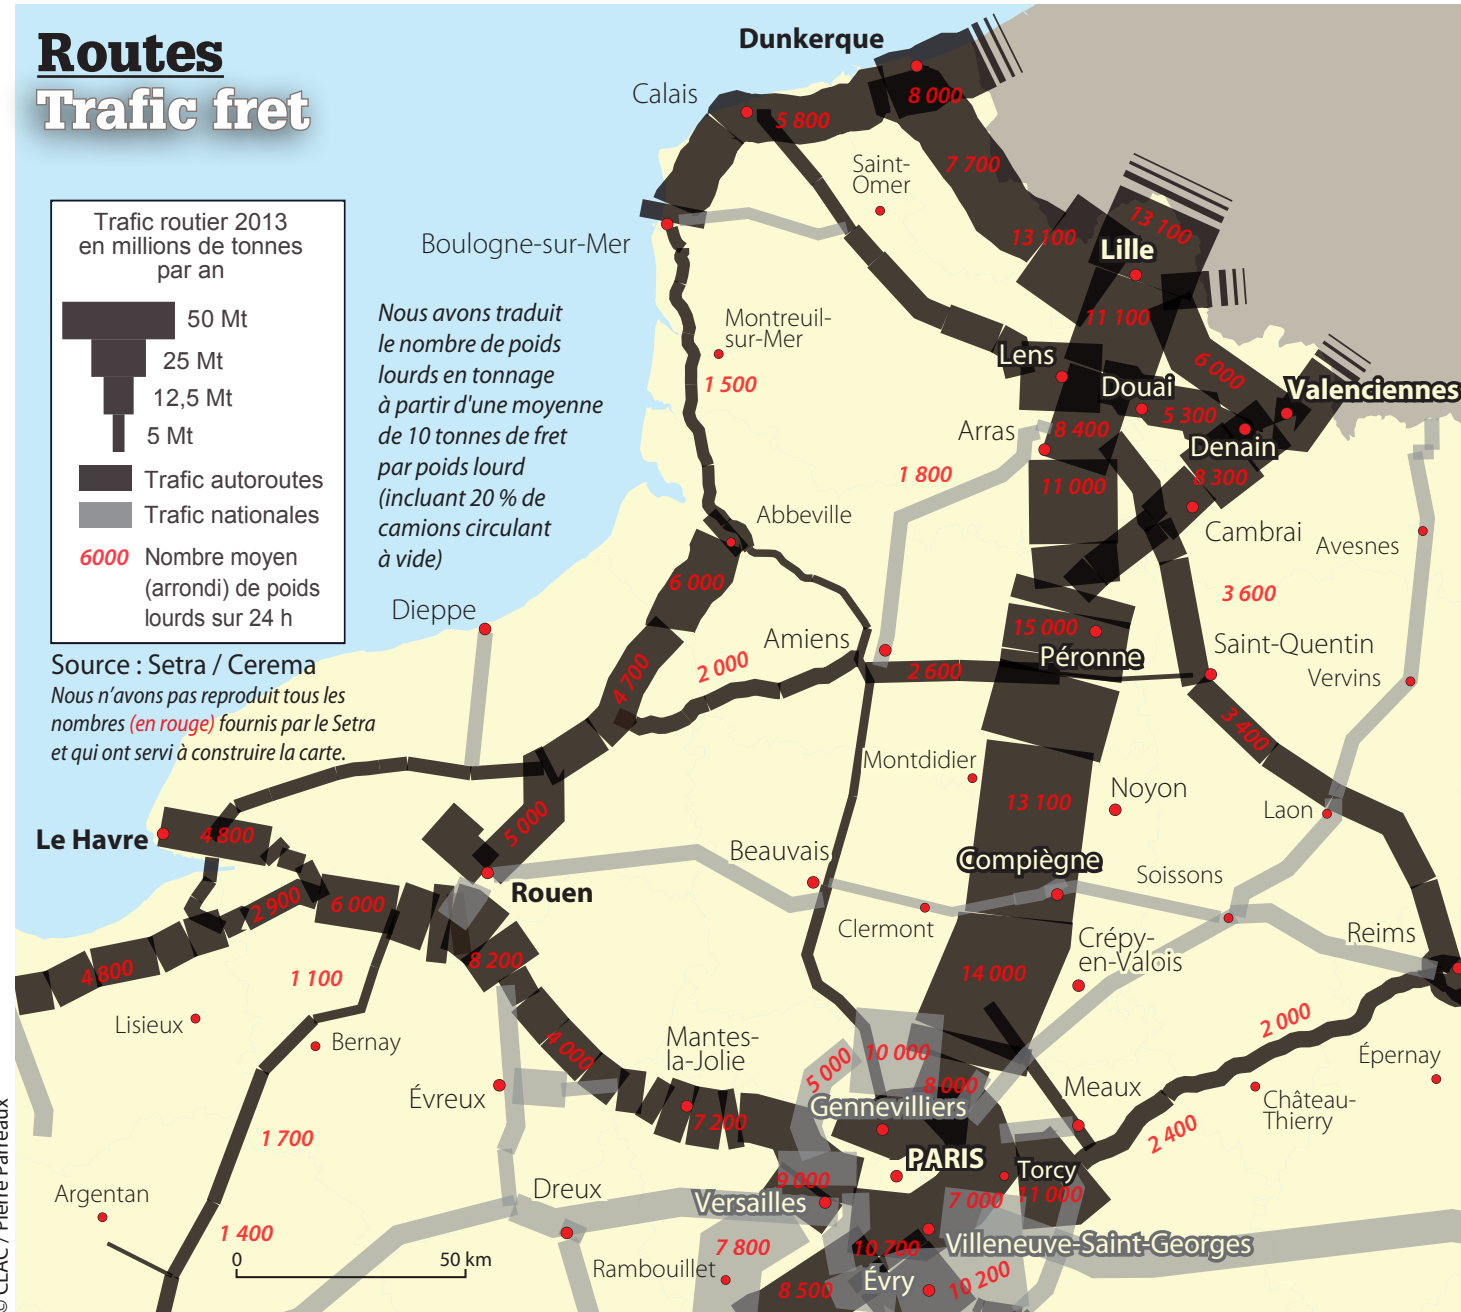 Routes
Trafic fret
Trafic routier 2013
en millions de tonnes
par an
50 Mt
25 Mt
12,5 Mt
5 Mt
Trafic autoroutes
Trafic nationales
6000 Nombre moyen
(arrondi) de poids
lourds sur 24 h
Source : Setra / Cerema
Nous n’avons pas reproduit tous les
nombres (en rouge) fournis par le Setra
et qui ont servi à construire la carte.
Nous avons traduit
le nombre de poids
lourds en tonnage
à partir d'une moyenne
de 10 tonnes de fret
par poids lourd
(incluant 20 % de
camions circulant
à vide)
Dunkerque
Calais
8 000
5 800
7 700
Saint-
Omer
Boulogne-sur-Mer
13 100
13 100
Lille
11 100
Montreuil-
sur-Mer
1 500
Lens
6 000
Douai
Valenciennes
5 300
Arras
8 400
Denain
1 800
11 000
8 300
Abbeville
Cambrai
Avesnes
6 000
3 600
Dieppe
15 000
Amiens
Péronne
Saint-Quentin
4 700
2 000
2 600
Vervins
3 400
Montdidier
Noyon
13 100
Laon
Le Havre
4 800
5 000
Beauvais
Compiègne
Soissons
Rouen
2 900
6 000
Clermont
Crépy-
en-Valois
Reims
8 200
4 800
1 100
14 000
Lisieux
Bernay
Mantes-
la-Jolie
4 000
2 000
10 000
5 000
8 000
Épernay
Évreux
Gennevilliers
Meaux
Château-
Thierry
7 200
2 400
1 700
PARIS
Torcy
9 000
7 000
11 000
Argentan
Dreux
Versailles
1 400
7 800
10 700
Villeneuve-Saint-Georges
Rambouillet
8 500
Évry
10 200
0 50 km
© CLAC / Pierre Parreaux